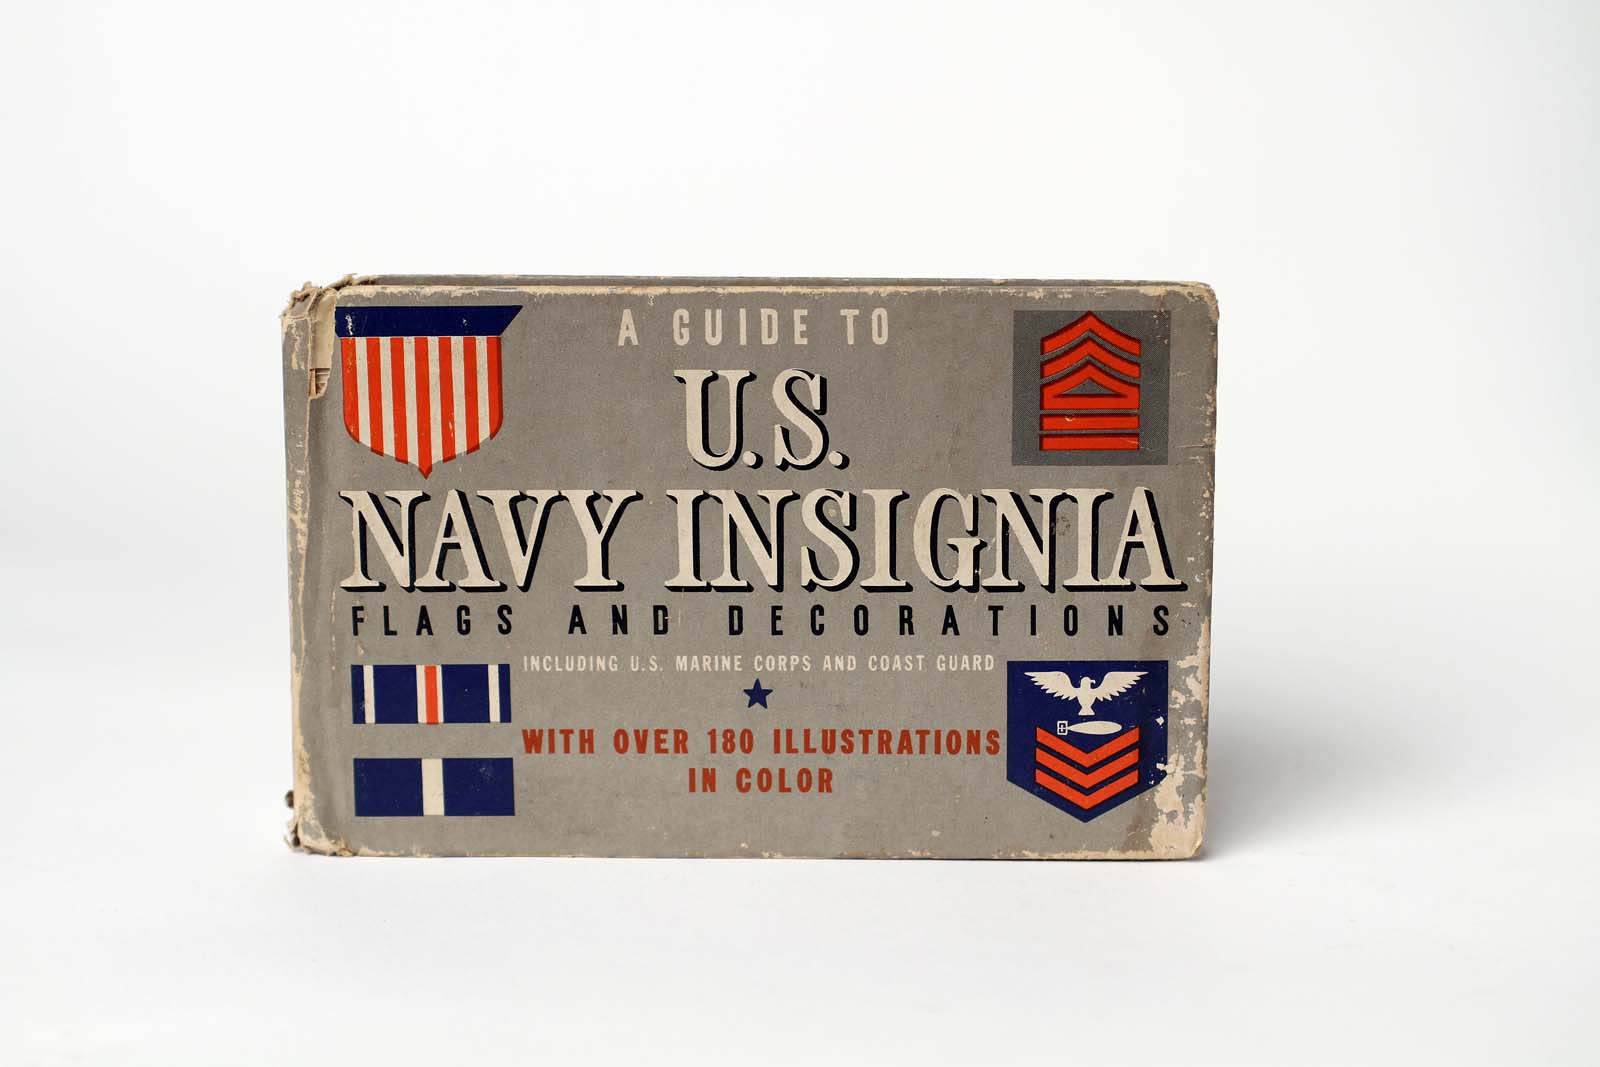 A GUIDE TO
U.S.
NAVY INSIGNIA
FLAGS AND DECORATIONS
INCLUDING U.S. MARINE CORPS AND COAST GUARD
WITH OVER 180 ILLUSTRATIONS
IN COLOR